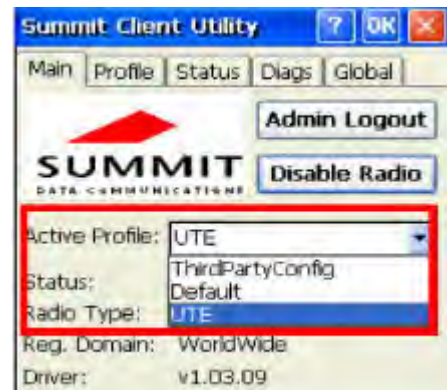 Summit Client Utility ? OK ×
Main Profile Status Diags Global
Admin Logout
SUMMIT
DATA COMMUNICATIONS
Disable Radio
Active Profile: UTE
ThirdPartyConfig
Status:
Default
Radio Type: UTE
Reg. Domain: WorldWide
Driver: v1.03.09